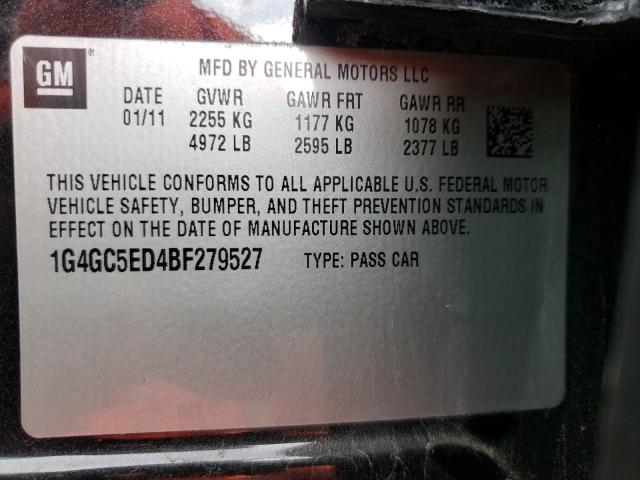 GM ®
MFD BY GENERAL MOTORS LLC
DATE GVWR GAWR FRT GAWR RR
01/11 2255 KG 1177 KG 1078 KG
4972 LB 2595 LB 2377 LB
THIS VEHICLE CONFORMS TO ALL APPLICABLE U.S. FEDERAL MOTOR
VEHICLE SAFETY, BUMPER, AND THEFT PREVENTION STANDARDS IN
EFFECT ON THE DATE OF MANUFACTURE SHOWN ABOVE.
1G4GC5ED4BF279527 TYPE: PASS CAR